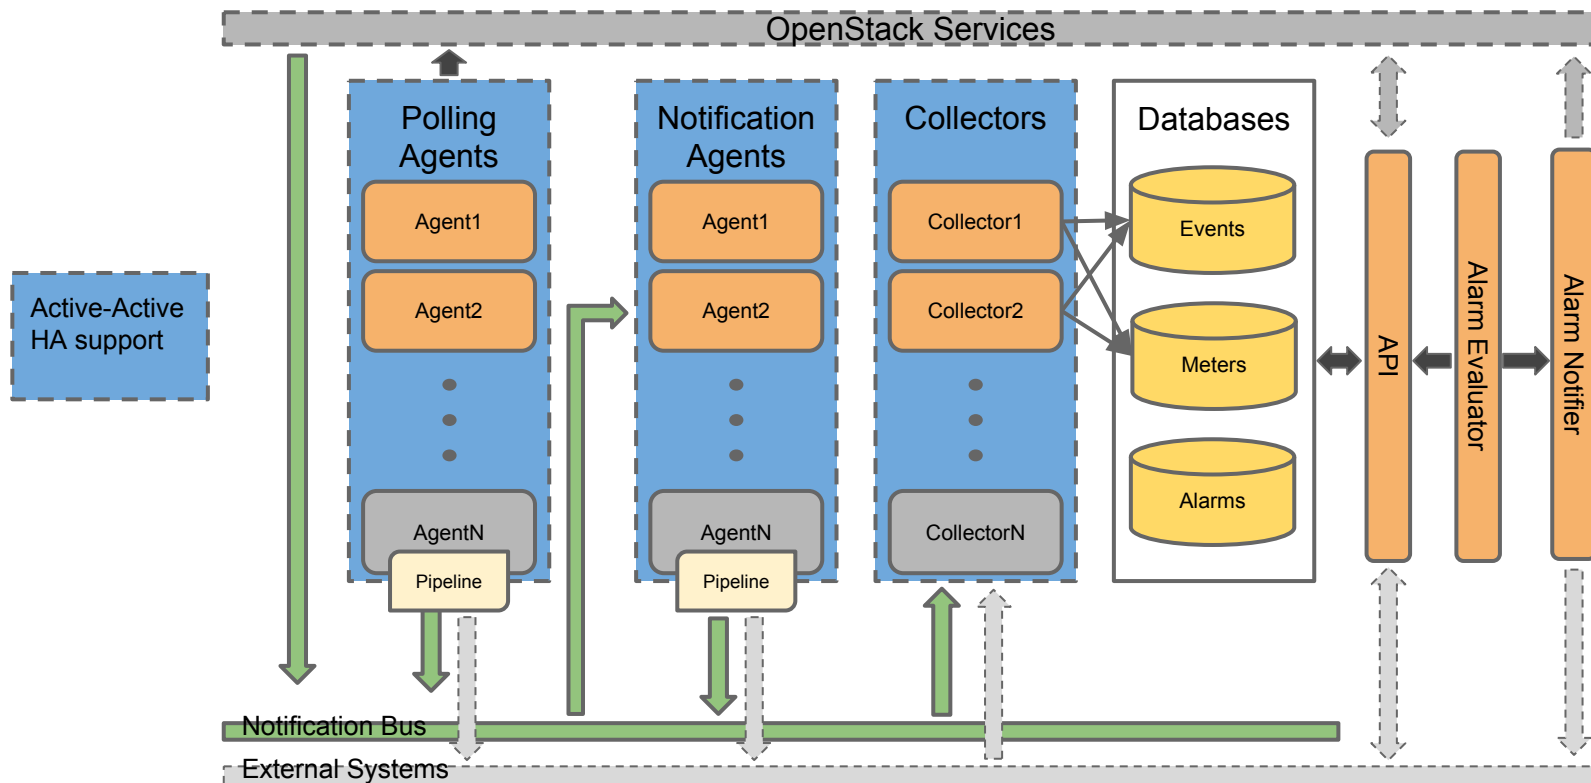 OpenStack Services
Polling
Agents
Agent1
Agent2
AgentN
Pipeline
Notification
Agents
Agent1
Agent2
AgentN
Pipeline
Collectors
Collector1
Collector2
CollectorN
Databases
Events
Meters
Alarms
API
Alarm Evaluator
Alarm Notifier
Active-Active
HA support
Notification Bus
External Systems